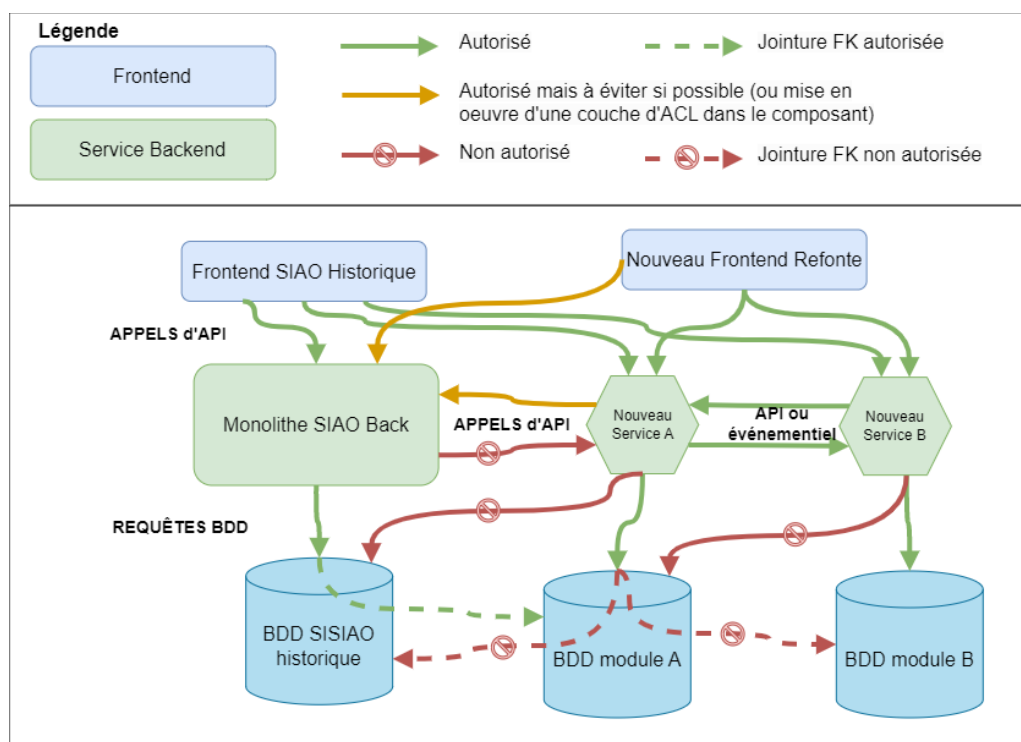 Légende
Frontend
Service Backend
Autorisé
Jointure FK autorisée
Autorisé mais à éviter si possible (ou mise en
oeuvre d'une couche d'ACL dans le composant)
Non autorisé
Jointure FK non autorisée
Frontend SIAO Historique
Nouveau Frontend Refonte
APPELS d'API
Monolithe SIAO Back
APPELS d'API
Nouveau
Service A
API ou
événementiel
Nouveau
Service B
REQUÊTES BDD
BDD SISIAO
historique
BDD module A
BDD module B